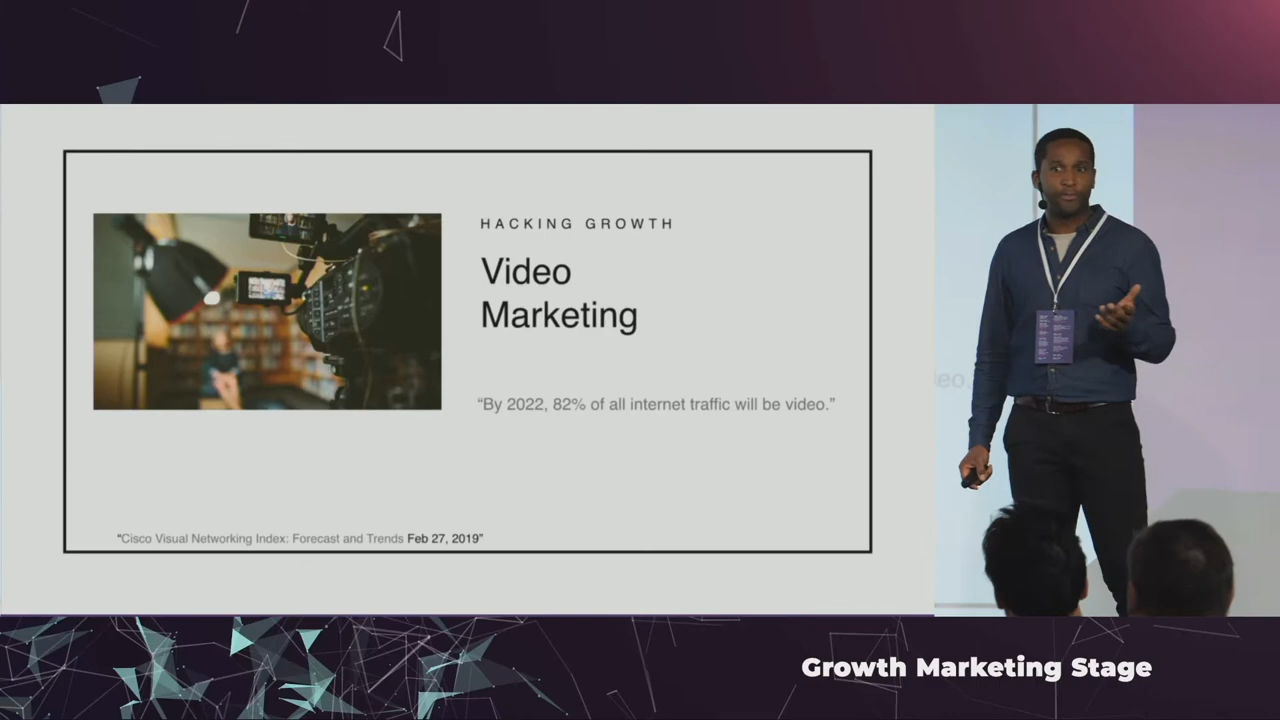 HACKING GROWTH
Video
Marketing
“By 2022, 82% of all internet traffic will be video.”
“Cisco Visual Networking Index: Forecast and Trends Feb 27, 2019”
Growth Marketing Stage